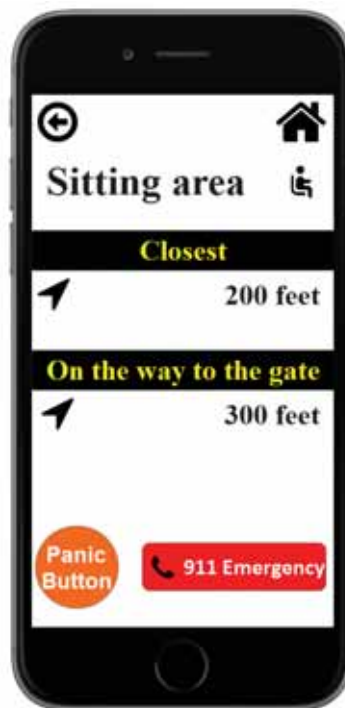 Sitting area
Closest
200 feet
On the way to the gate
300 feet
Panic
Button
911 Emergency